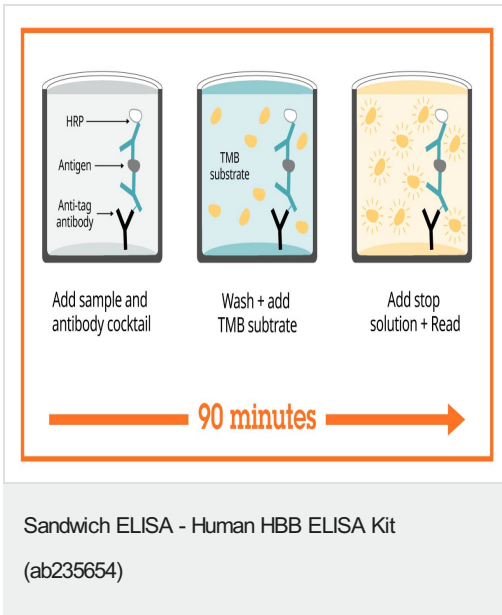 HRP
Antigen
Anti-tag
antibody
TMB
substrate
Add sample and
antibody cocktail
Wash + add
TMB subtrate
Add stop
solution + Read
90 minutes
Sandwich ELISA - Human HBB ELISA Kit
(ab235654)